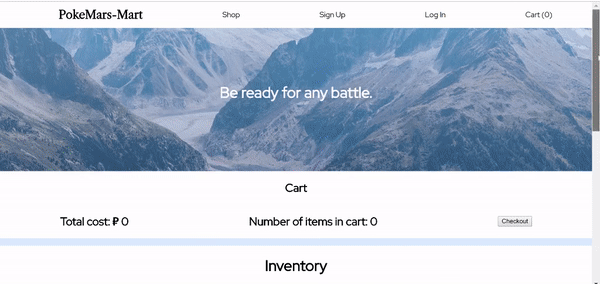 PokeMars-Mart Shop Sign Up Log In Cart (0)
Be ready for any battle.
Cart
Total cost: ₽ 0 Number of items in cart: 0 Checkout
Inventory